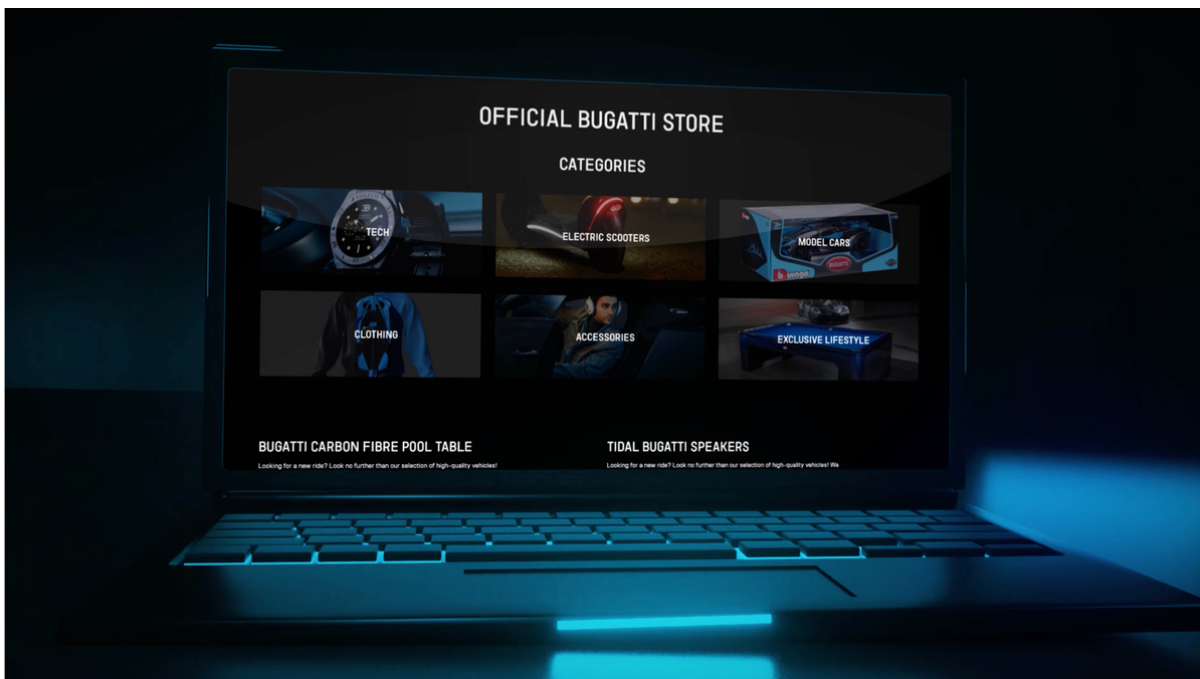 OFFICIAL BUGATTI STORE
CATEGORIES
TECH
ELECTRIC SCOOTERS
MODEL CARS
BUGATTI
burago
CLOTHING
ACCESSORIES
EXCLUSIVE LIFESTYLE
BUGATTI CARBON FIBRE POOL TABLE
TIDAL BUGATTI SPEAKERS
Looking for a new ride? Look no further than our selection of high-quality vehicles!
Looking for a new ride? Look no further than our selection of high-quality vehicles! We